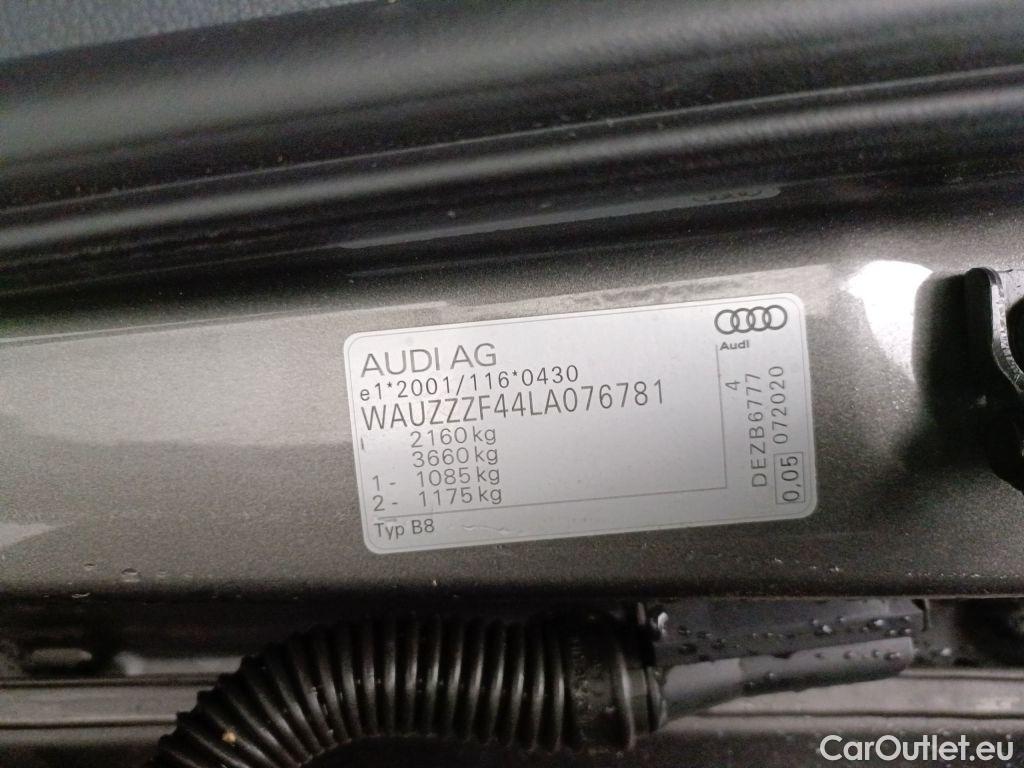 AUDI AG
e1*2001/116*0430
WAUZZZF44LA076781
2160 kg
3660 kg
1 - 1085 kg
2 - 1175 kg
Typ B8
Audi
4
DEZB6777
0,05 072020
CarOutlet.eu